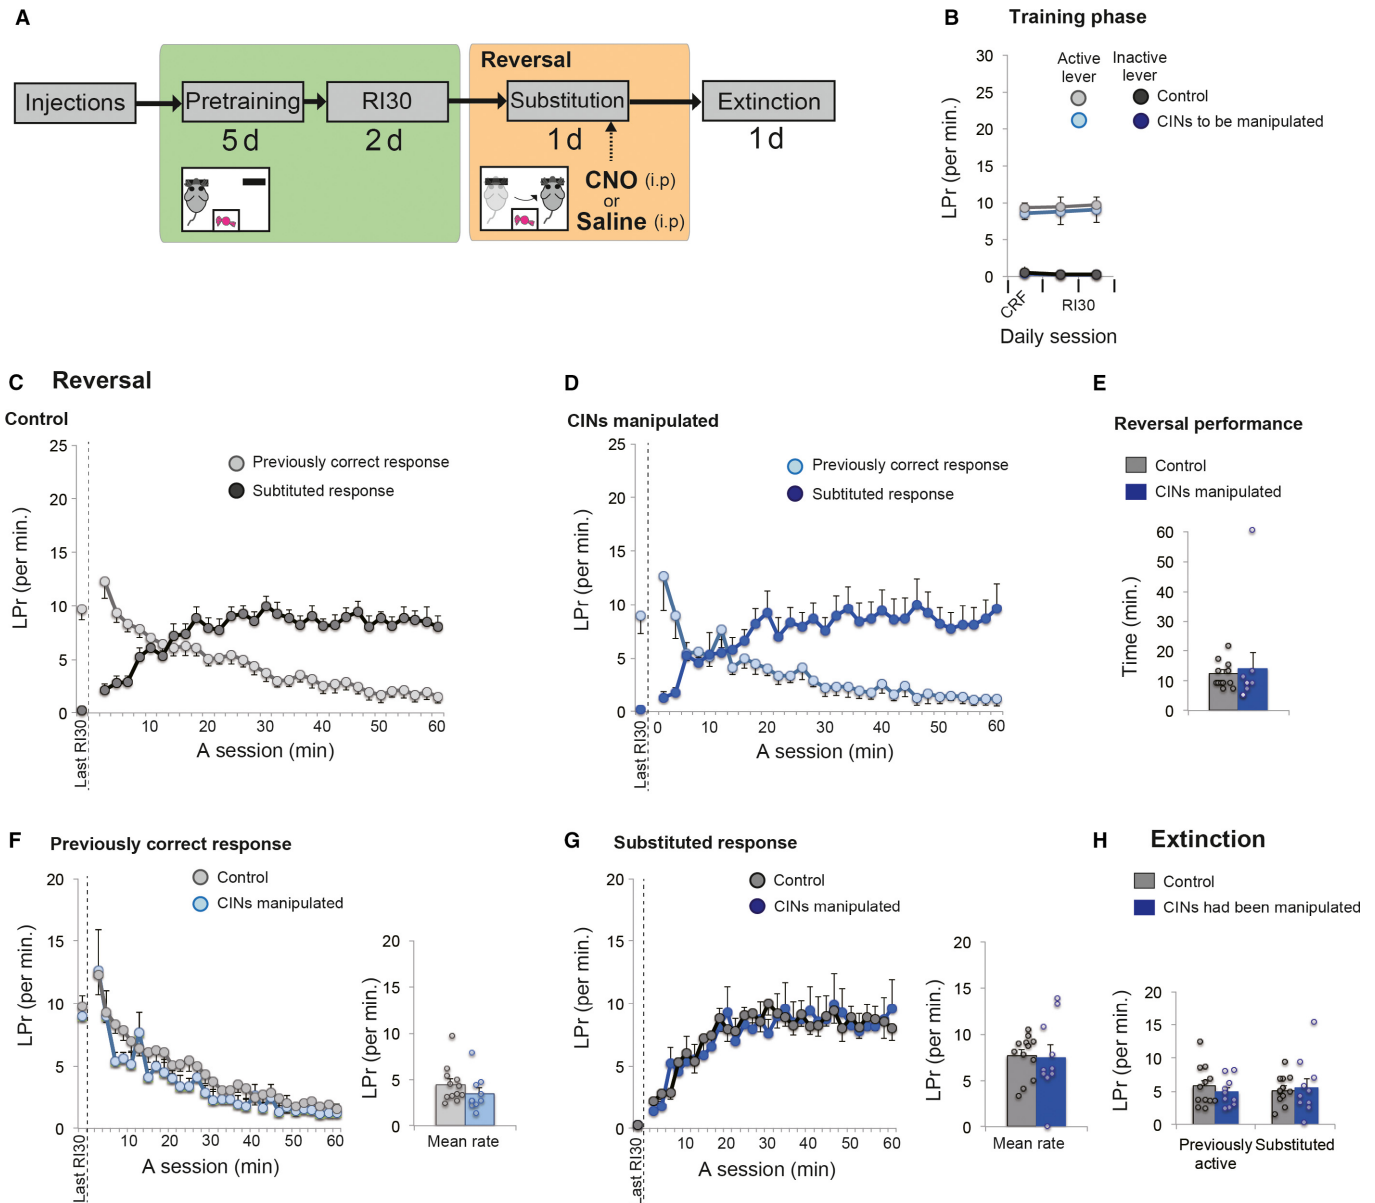 A
Reversal
Injections
Pretraining
RI30
Substitution
Extinction
5 d
2 d
1 d
1 d
CNO (i.p)
or
Saline (i.p)
B Training phase
Active lever
Inactive lever
Control
CINs to be manipulated
LPr (per min.)
30
25
20
15
10
5
0
CRF
RI30
Daily session
C Reversal
Control
Previously correct response
Subtituted response
LPr (per min.)
25
20
15
10
5
0
Last RI30
10 20 30 40 50 60
A session (min)
D
CINs manipulated
Previously correct response
Subtituted response
LPr (per min.)
25
20
15
10
5
0
Last RI30
0 10 20 30 40 50 60
A session (min)
E
Reversal performance
Control
CINs manipulated
Time (min.)
60
50
40
30
20
10
0
F Previously correct response
Control
CINs manipulated
LPr (per min.)
20
15
10
5
0
Last RI30
10 20 30 40 50 60
A session (min)
LPr (per min.)
20
15
10
5
0
Mean rate
G Substituted response
Control
CINs manipulated
LPr (per min.)
20
15
10
5
0
Last RI30
10 20 30 40 50 60
A session (min)
LPr (per min.)
20
15
10
5
0
Mean rate
H Extinction
Control
CINs had been manipulated
LPr (per min.)
20
15
10
5
0
Previously active
Substituted